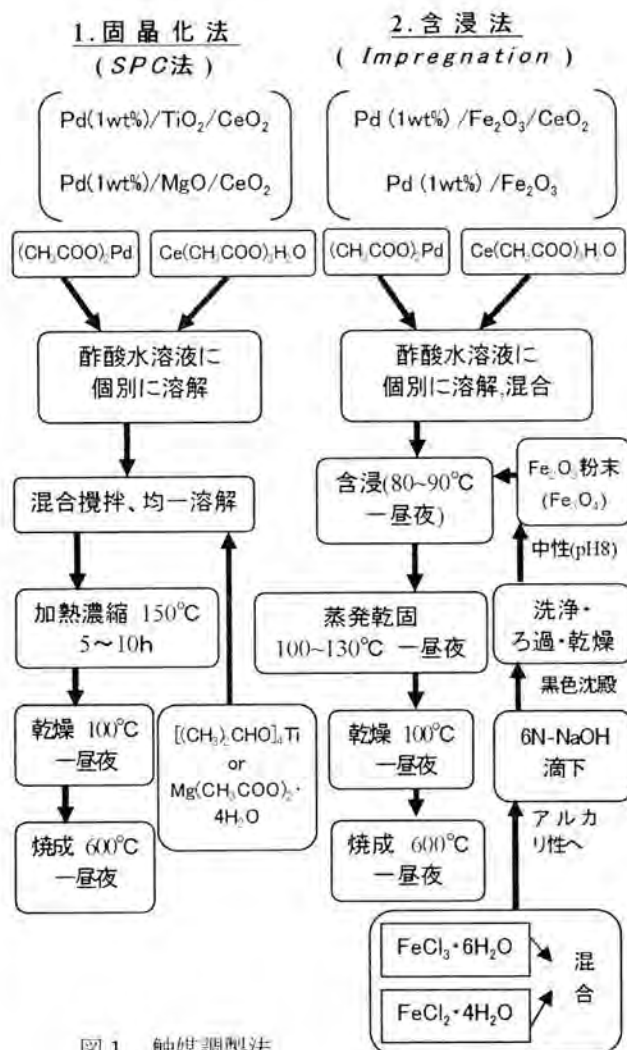 1.固晶化法
(SPC法)
Pd(1wt%)/TiO₂/CeO₂
Pd(1wt%)/MgO/CeO₂
(CH₃COO)₂Pd
Ce(CH₃COO)₃H₂O
酢酸水溶液に
個別に溶解
混合攪拌、均一溶解
加熱濃縮 150℃
5〜10h
乾燥 100℃
一昼夜
焼成 600℃
一昼夜
[(CH₃)₂CHO]₄Ti
or
Mg(CH₃COO)₂・
4H₂O
2.含浸法
(Impregnation)
Pd(1wt%)/Fe₂O₃/CeO₂
Pd(1wt%)/Fe₂O₃
(CH₃COO)₂Pd
Ce(CH₃COO)₃H₂O
酢酸水溶液に
個別に溶解,混合
含浸(80~90℃
一昼夜)
蒸発乾固
100~130℃ 一昼夜
乾燥 100℃
一昼夜
焼成 600℃
一昼夜
Fe₂O₃粉末
(Fe₃O₄)
中性(pH8)
洗浄・
ろ過・乾燥
黒色沈殿
6N-NaOH
滴下
アルカ
リ性へ
FeCl₃・6H₂O
FeCl₂・4H₂O
混
合
図1 触媒調製法